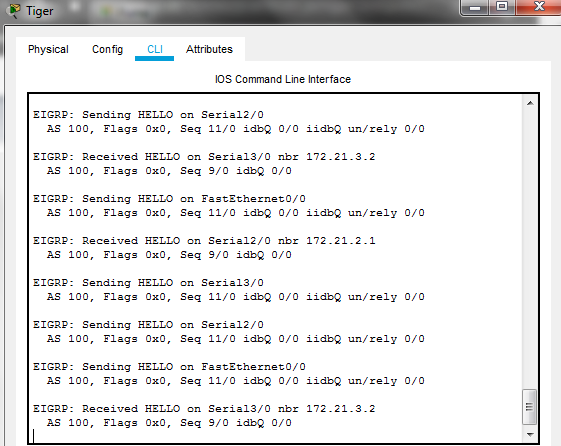 Tiger
Physical Config CLI Attributes
IOS Command Line Interface
EIGRP: Sending HELLO on Serial2/0
AS 100, Flags 0x0, Seq 11/0 idbQ 0/0 iidbQ un/rely 0/0
EIGRP: Received HELLO on Serial3/0 nbr 172.21.3.2
AS 100, Flags 0x0, Seq 9/0 idbQ 0/0
EIGRP: Sending HELLO on FastEthernet0/0
AS 100, Flags 0x0, Seq 11/0 idbQ 0/0 iidbQ un/rely 0/0
EIGRP: Received HELLO on Serial2/0 nbr 172.21.2.1
AS 100, Flags 0x0, Seq 9/0 idbQ 0/0
EIGRP: Sending HELLO on Serial3/0
AS 100, Flags 0x0, Seq 11/0 idbQ 0/0 iidbQ un/rely 0/0
EIGRP: Sending HELLO on Serial2/0
AS 100, Flags 0x0, Seq 11/0 idbQ 0/0 iidbQ un/rely 0/0
EIGRP: Sending HELLO on FastEthernet0/0
AS 100, Flags 0x0, Seq 11/0 idbQ 0/0 iidbQ un/rely 0/0
EIGRP: Received HELLO on Serial3/0 nbr 172.21.3.2
AS 100, Flags 0x0, Seq 9/0 idbQ 0/0